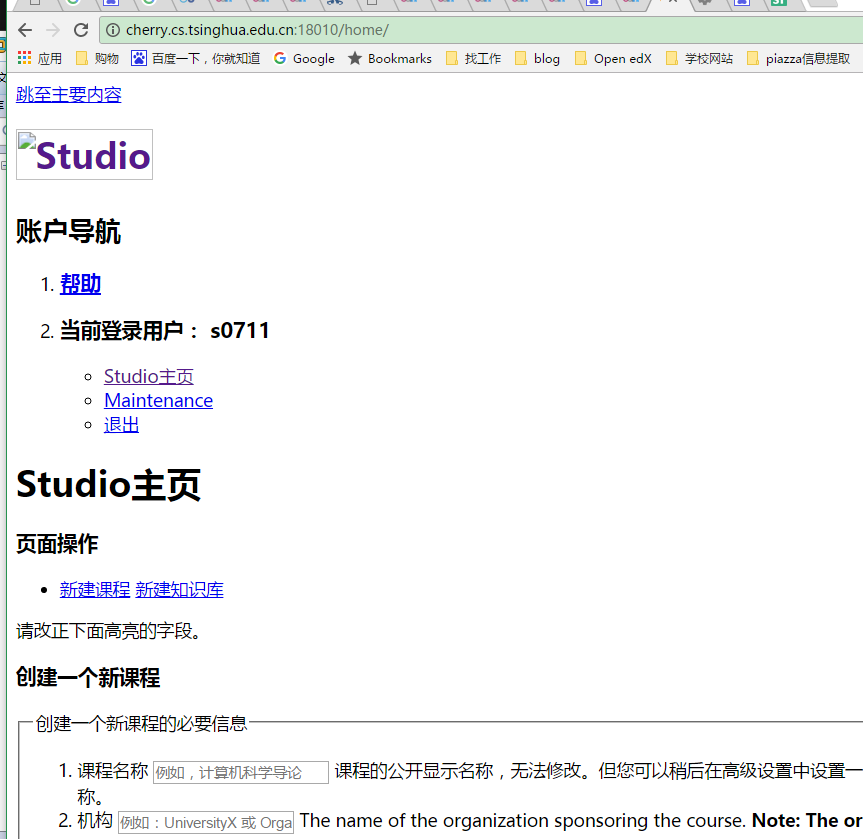 cherry.cs.tsinghua.edu.cn:18010/home/
应用 购物 百度一下，你就知道 Google Bookmarks 找工作 blog Open edX 学校网站 piazza信息提取
跳至主要内容
Studio
账户导航
1. 帮助
2. 当前登录用户： s0711
Studio主页
Maintenance
退出
Studio主页
页面操作
新建课程 新建知识库
请改正下面高亮的字段。
创建一个新课程
创建一个新课程的必要信息
1. 课程名称 例如，计算机科学导论 课程的公开显示名称，无法修改。但您可以稍后在高级设置中设置一
称。
2. 机构 例如：UniversityX 或 Orga The name of the organization sponsoring the course. Note: The or